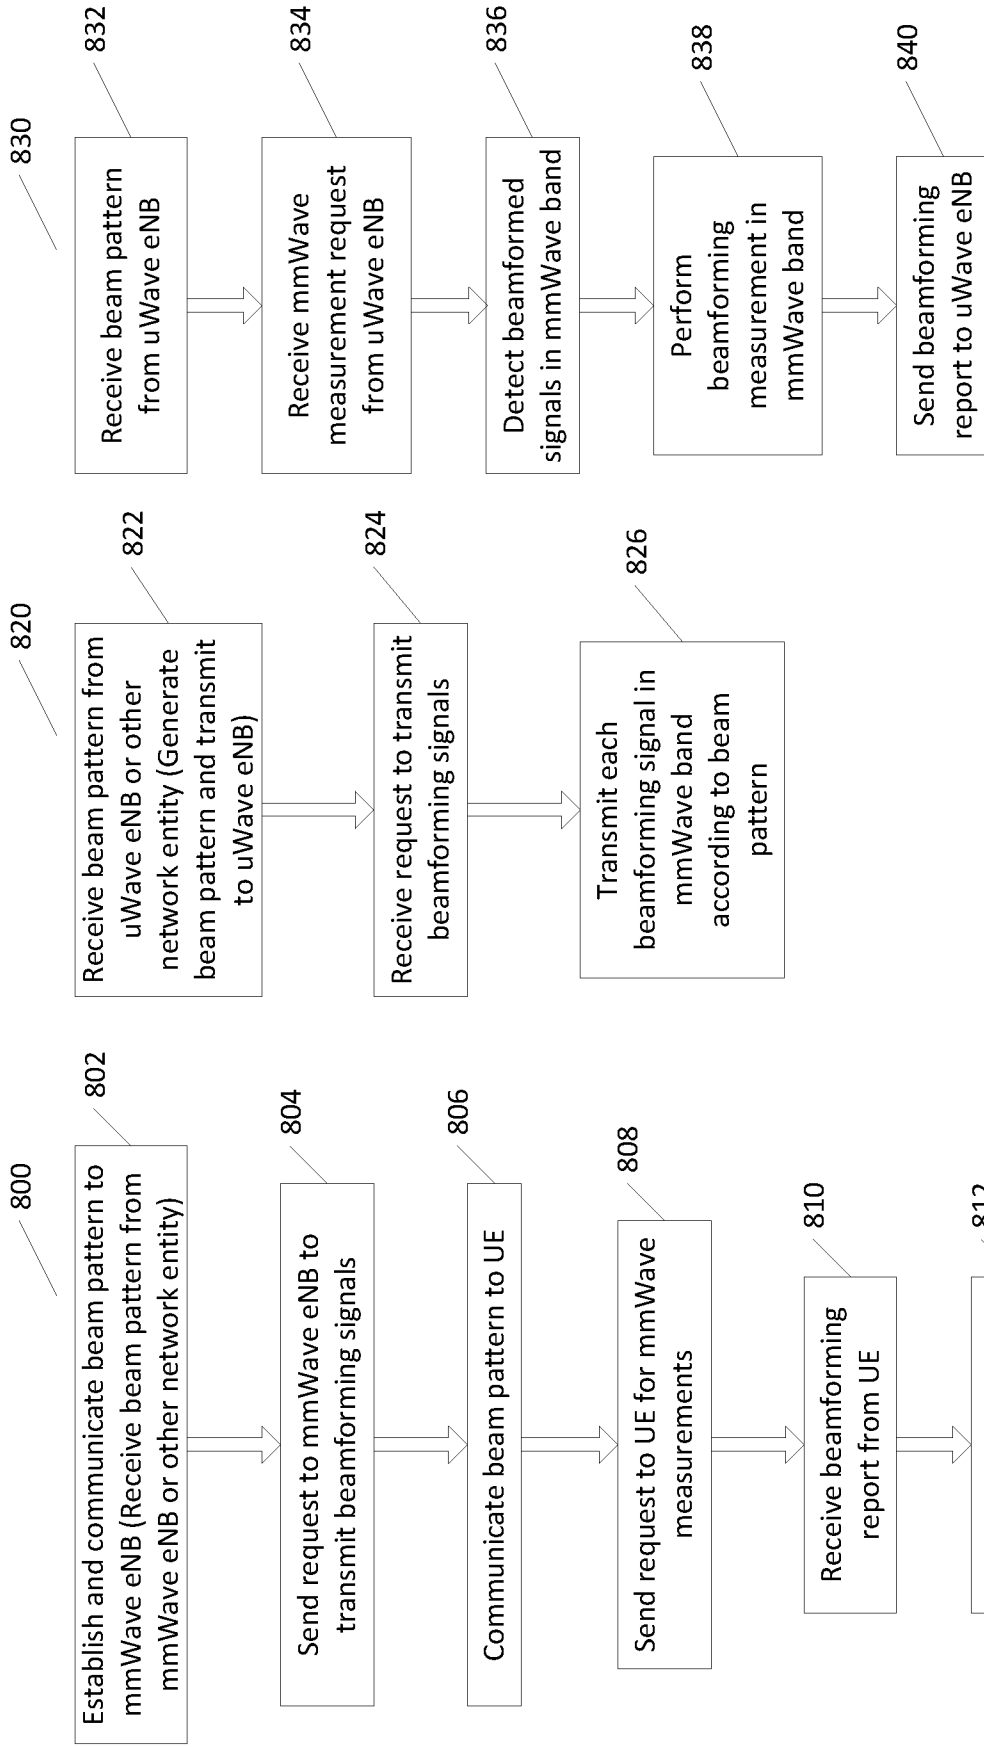 800
802
Establish and communicate beam pattern to
mmWave eNB (Receive beam pattern from
mmWave eNB or other network entity)
804
Send request to mmWave eNB to
transmit beamforming signals
806
Communicate beam pattern to UE
808
Send request to UE for mmWave
measurements
810
Receive beamforming
report from UE
812
820
822
Receive beam pattern from
uWave eNB or other
network entity (Generate
beam pattern and transmit
to uWave eNB)
824
Receive request to transmit
beamforming signals
826
Transmit each
beamforming signal in
mmWave band
according to beam
pattern
830
832
Receive beam pattern
from uWave eNB
834
Receive mmWave
measurement request
from uWave eNB
836
Detect beamformed
signals in mmWave band
838
Perform
beamforming
measurement in
mmWave band
840
Send beamforming
report to uWave eNB